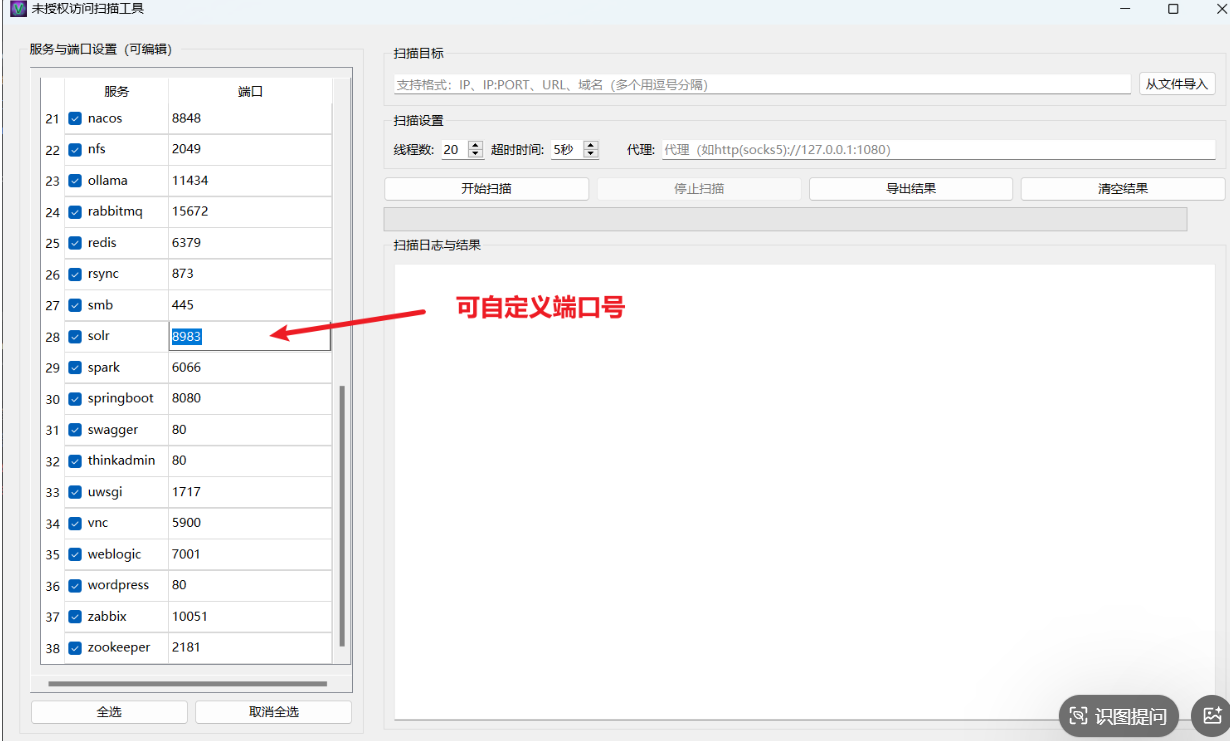 未授权访问扫描工具
服务与端口设置（可编辑）
服务 端口
21 nacos 8848
22 nfs 2049
23 ollama 11434
24 rabbitmq 15672
25 redis 6379
26 rsync 873
27 smb 445
28 solr 8983
29 spark 6066
30 springboot 8080
31 swagger 80
32 thinkadmin 80
33 uwsgi 1717
34 vnc 5900
35 weblogic 7001
36 wordpress 80
37 zabbix 10051
38 zookeeper 2181
全选 取消全选
扫描目标
支持格式：IP、IP:PORT、URL、域名（多个用逗号分隔） 从文件导入
扫描设置
线程数: 20 超时时间: 5秒 代理: 代理（如http(socks5)://127.0.0.1:1080)
开始扫描 停止扫描 导出结果 清空结果
扫描日志与结果
可自定义端口号
识图提问